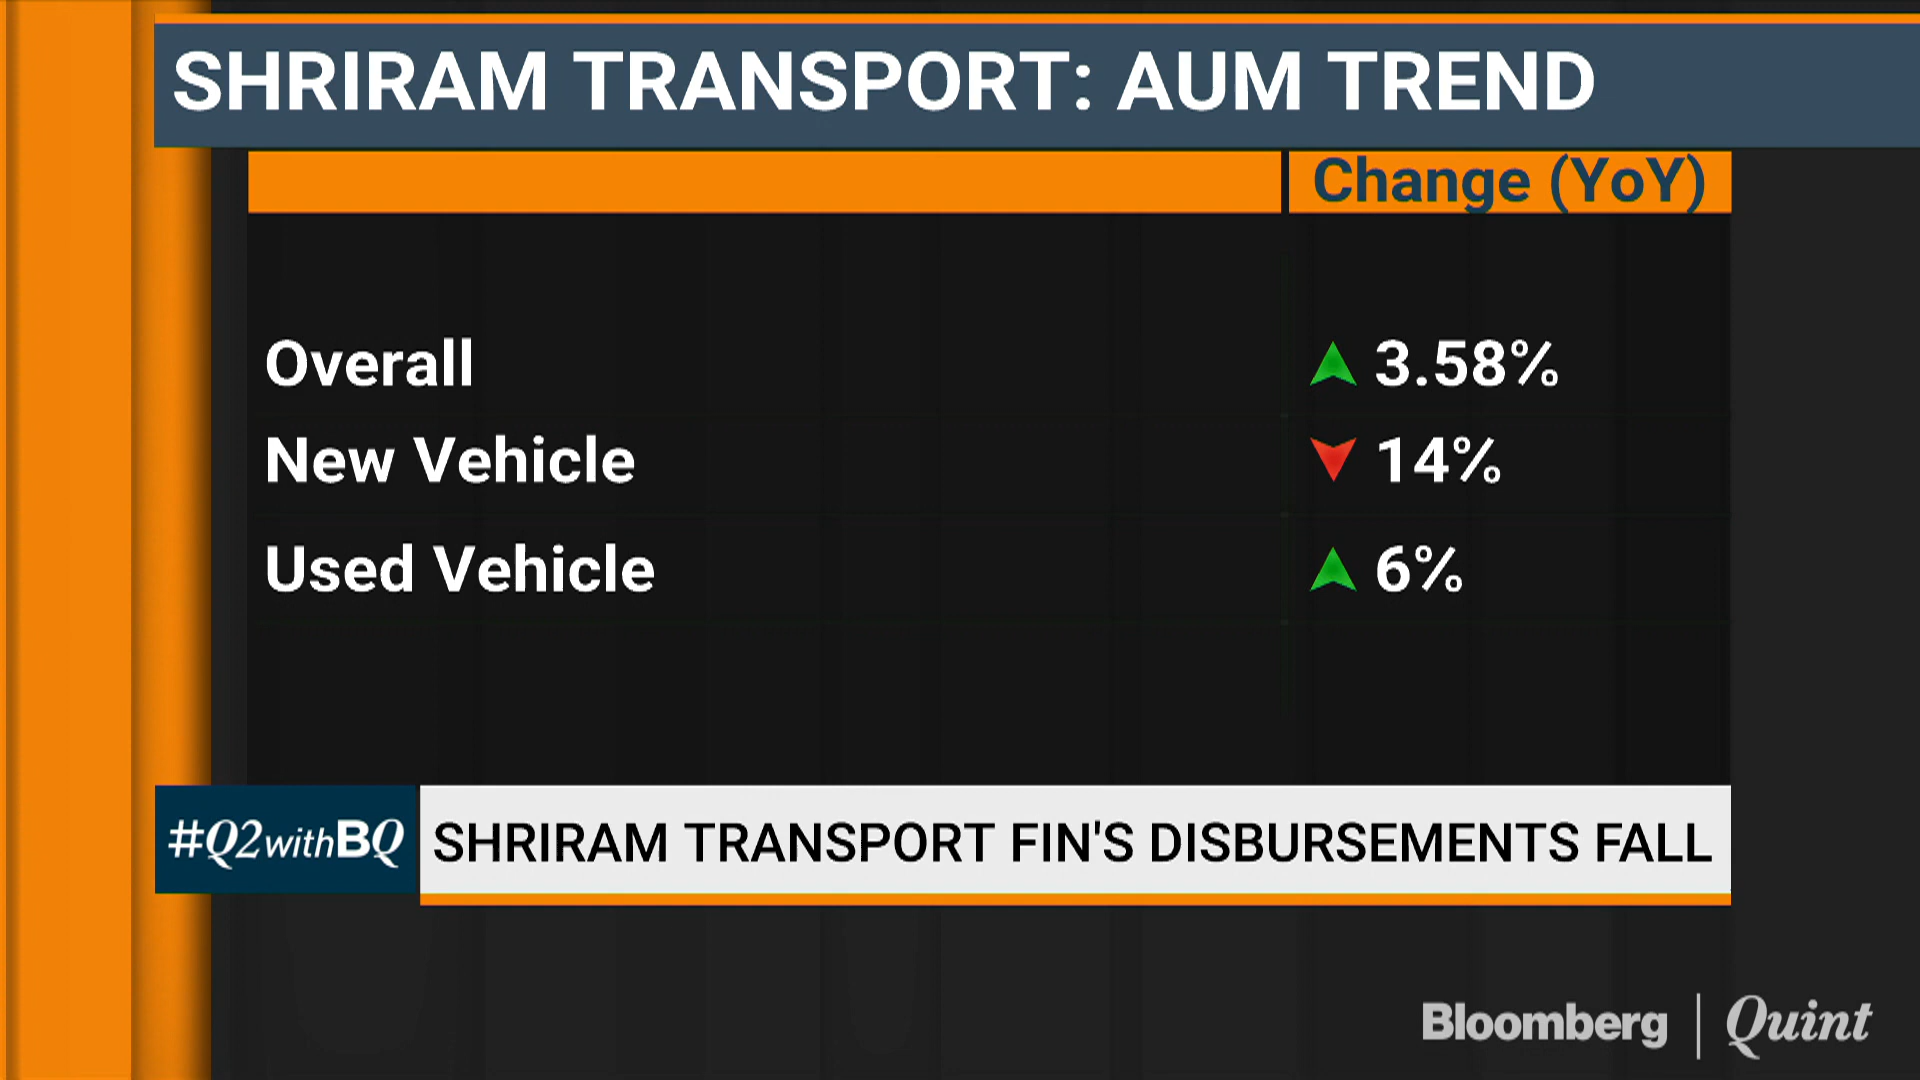 SHRIRAM TRANSPORT: AUM TREND
Change (YoY)
Overall ▲ 3.58%
New Vehicle ▼ 14%
Used Vehicle ▲ 6%
#Q2withBQ SHRIRAM TRANSPORT FIN'S DISBURSEMENTS FALL
Bloomberg | Quint